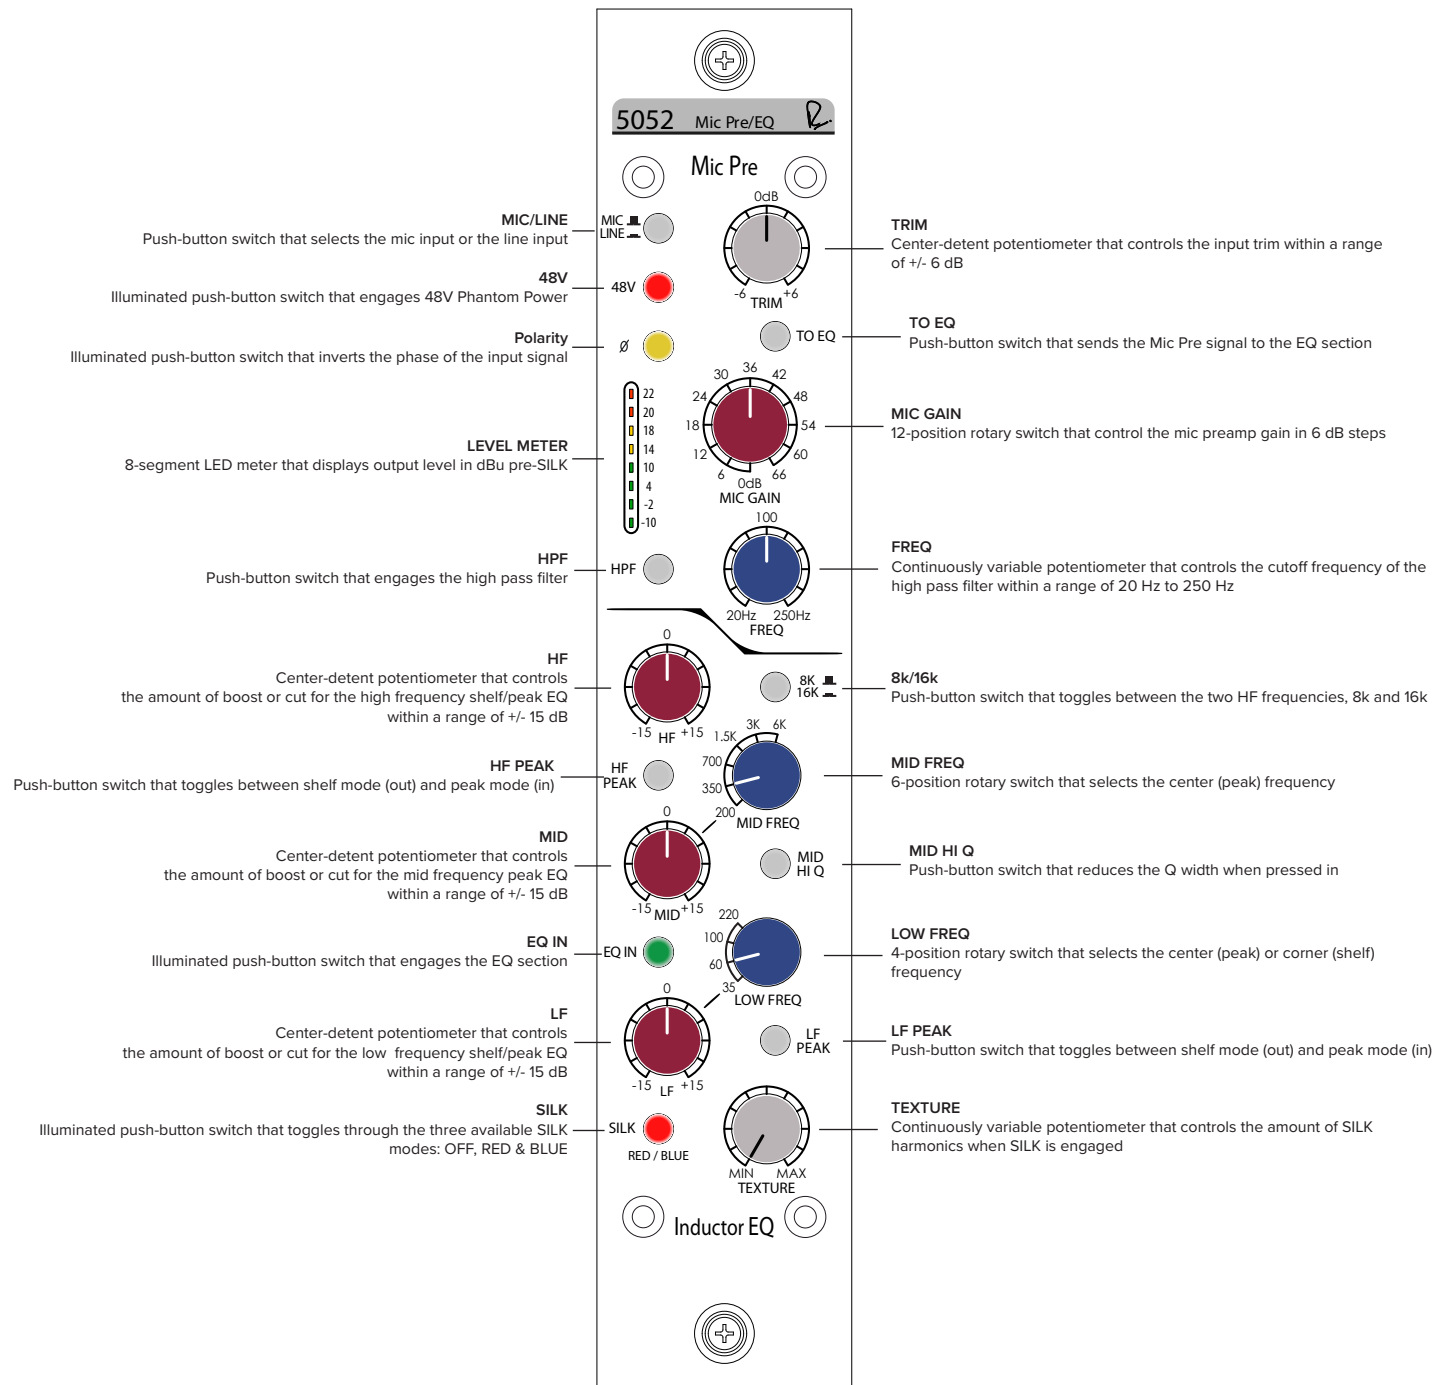 5052 Mic Pre/EQ
Mic Pre
MIC/LINE
Push-button switch that selects the mic input or the line input
MIC
LINE
0dB
-6 +6
TRIM
TRIM
Center-detent potentiometer that controls the input trim within a range
of +/- 6 dB
48V
Illuminated push-button switch that engages 48V Phantom Power
48V
Polarity
Illuminated push-button switch that inverts the phase of the input signal
Ø
TO EQ
TO EQ
Push-button switch that sends the Mic Pre signal to the EQ section
LEVEL METER
8-segment LED meter that displays output level in dBu pre-SILK
22
20
18
14
10
4
-2
-10
0dB
6
12
18
24
30
36
42
48
54
60
66
MIC GAIN
MIC GAIN
12-position rotary switch that control the mic preamp gain in 6 dB steps
HPF
Push-button switch that engages the high pass filter
HPF
100
20Hz 250Hz
FREQ
FREQ
Continuously variable potentiometer that controls the cutoff frequency of the
high pass filter within a range of 20 Hz to 250 Hz
HF
Center-detent potentiometer that controls
the amount of boost or cut for the high frequency shelf/peak EQ
within a range of +/- 15 dB
0
-15 HF +15
8K
16K
8k/16k
Push-button switch that toggles between the two HF frequencies, 8k and 16k
HF PEAK
Push-button switch that toggles between shelf mode (out) and peak mode (in)
HF
PEAK
200
350
700
1.5K
3K
6K
MID FREQ
MID FREQ
6-position rotary switch that selects the center (peak) frequency
MID
Center-detent potentiometer that controls
the amount of boost or cut for the mid frequency peak EQ
within a range of +/- 15 dB
0
-15 MID +15
MID
HI Q
MID HI Q
Push-button switch that reduces the Q width when pressed in
EQ IN
Illuminated push-button switch that engages the EQ section
EQ IN
220
100
60
35
LOW FREQ
LOW FREQ
4-position rotary switch that selects the center (peak) or corner (shelf)
frequency
LF
Center-detent potentiometer that controls
the amount of boost or cut for the low frequency shelf/peak EQ
within a range of +/- 15 dB
0
-15 LF +15
LF
PEAK
LF PEAK
Push-button switch that toggles between shelf mode (out) and peak mode (in)
SILK
Illuminated push-button switch that toggles through the three available SILK
modes: OFF, RED & BLUE
SILK
RED / BLUE
MIN MAX
TEXTURE
TEXTURE
Continuously variable potentiometer that controls the amount of SILK
harmonics when SILK is engaged
Inductor EQ